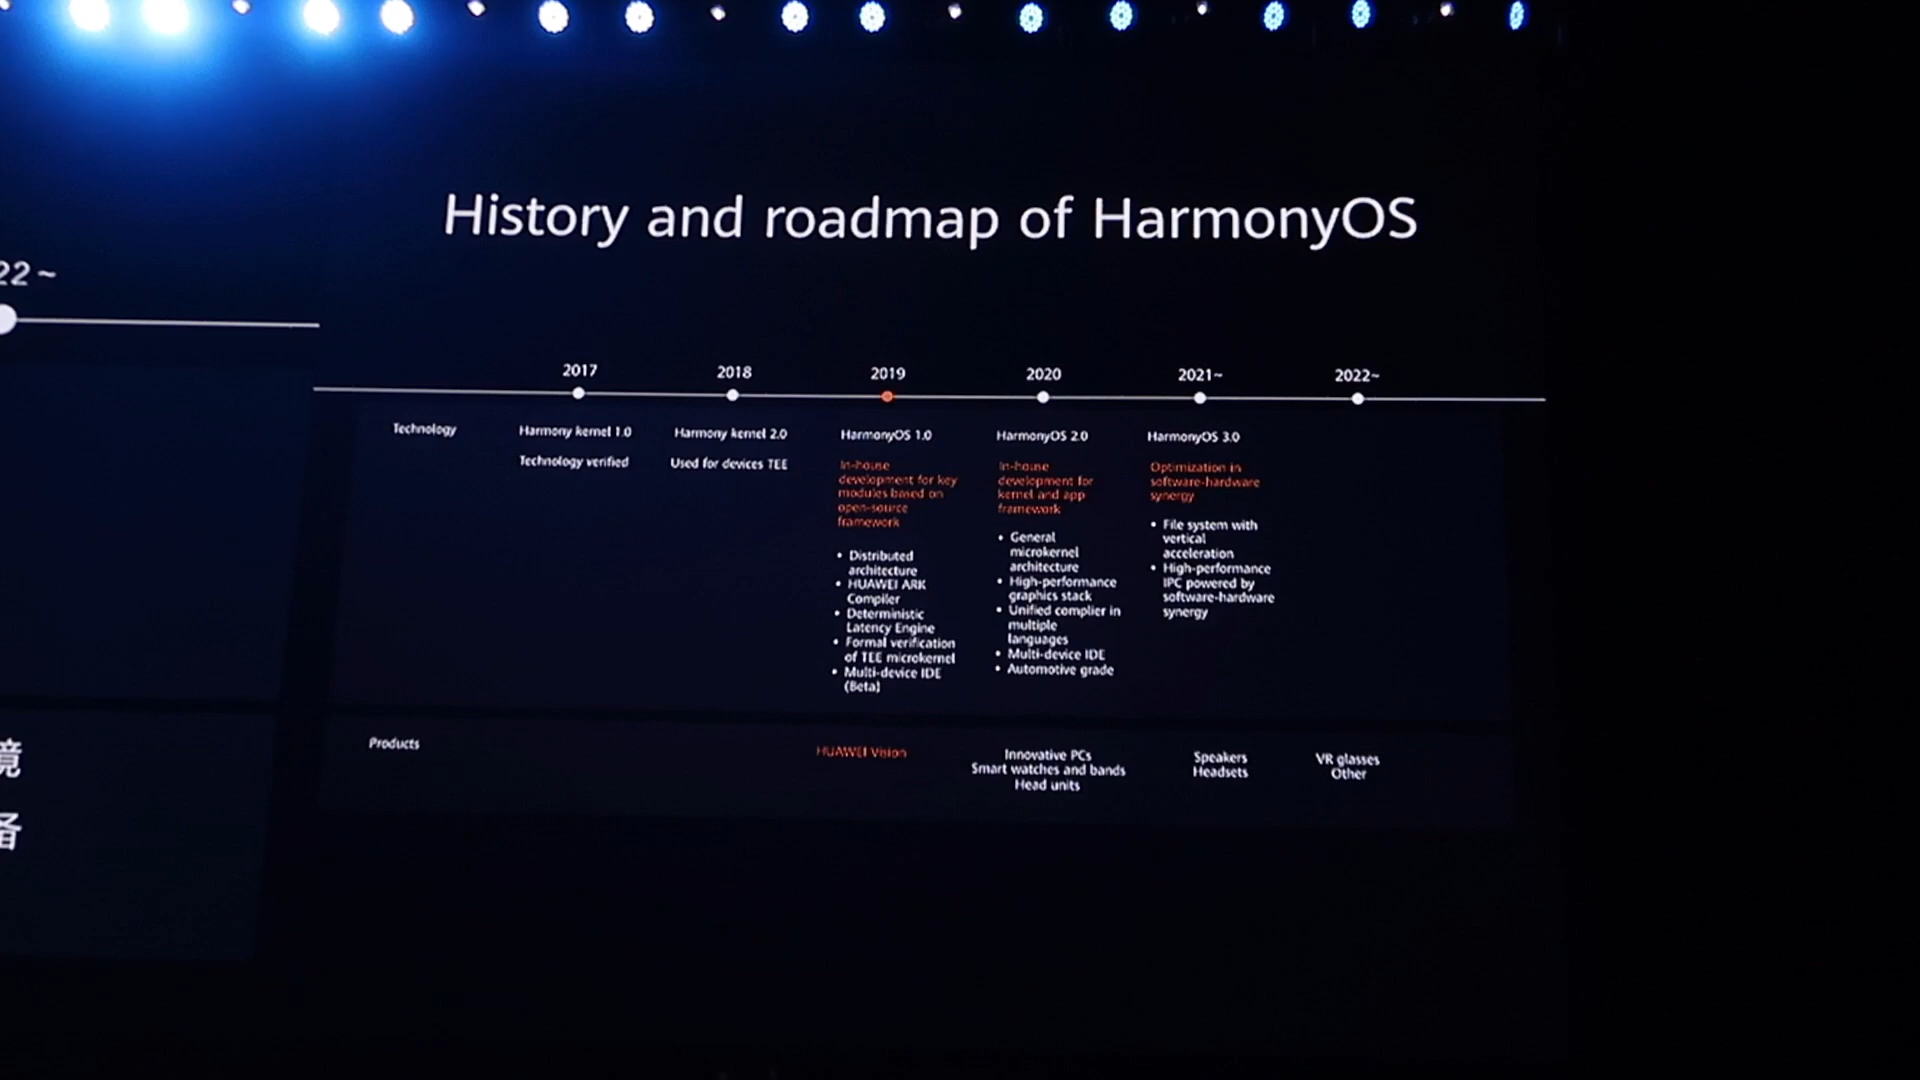 History and roadmap of HarmonyOS
22~
2017
2018
2019
2020
2021~
2022~
Technology
Harmony kernel 1.0
Technology verified
Harmony kernel 2.0
Used for devices TEE
HarmonyOS 1.0
In-house
development for key
modules based on
open-source
framework
• Distributed
architecture
• HUAWEI ARK
Compiler
• Deterministic
Latency Engine
• Formal verification
of TEE microkernel
• Multi-device IDE
(Beta)
HarmonyOS 2.0
In-house
development for
kernel and app
framework
• General
microkernel
architecture
• High-performance
graphics stack
• Unified complier in
multiple
languages
• Multi-device IDE
• Automotive grade
HarmonyOS 3.0
Optimization in
software-hardware
synergy
• File system with
vertical
acceleration
• High-performance
IPC powered by
software-hardware
synergy
Products
HUAWEI Vision
Innovative PCs
Smart watches and bands
Head units
Speakers
Headsets
VR glasses
Other